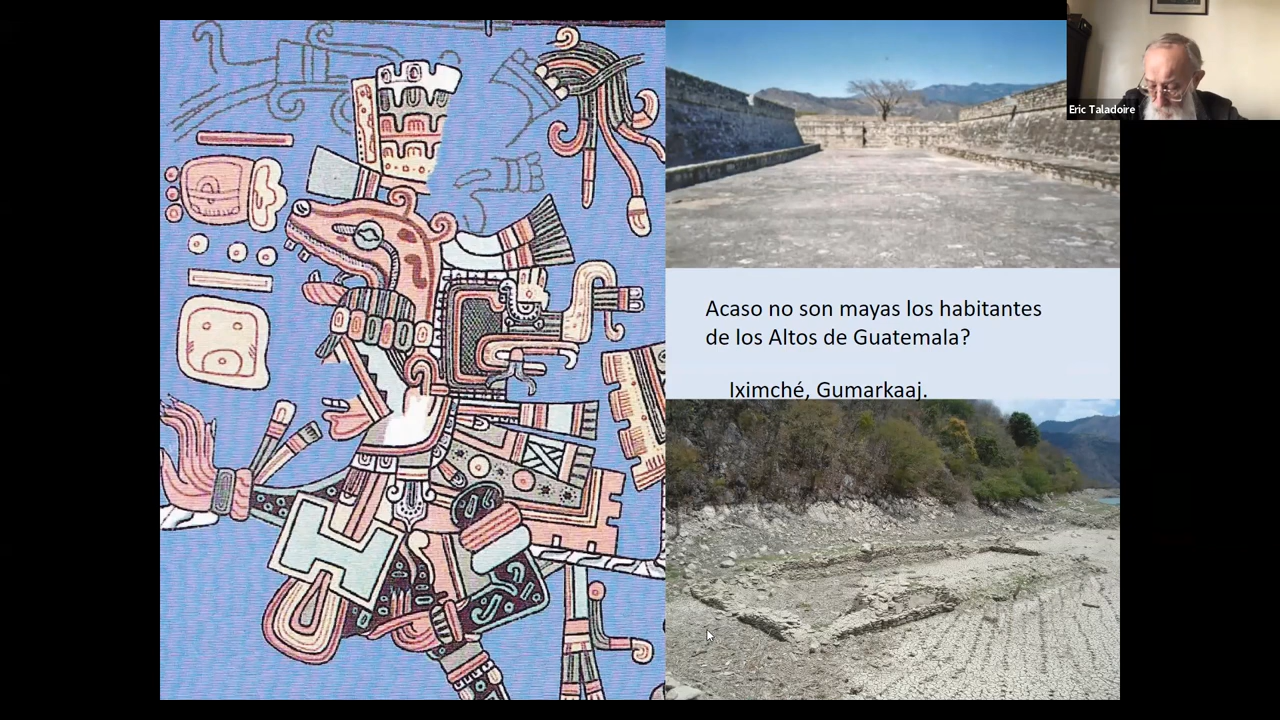 Eric Taladoire
Acaso no son mayas los habitantes
de los Altos de Guatemala?
Iximché, Gumarkaaj.